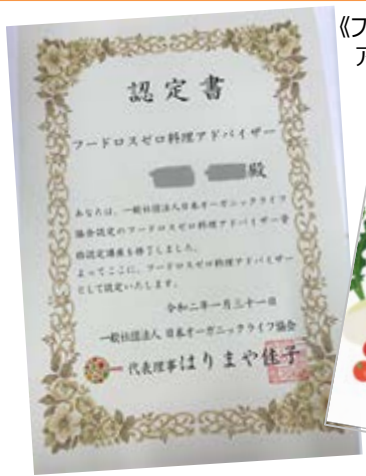 《フ
ア
認定書
フードロスゼロ料理アドバイザー
殿
あなたは、一般社団法人日本オーガニックライフ
協会認定のフードロスゼロ料理アドバイザー資
格認定講座を修了しました。
よってここに、フードロスゼロ料理アドバイザー
として認定いたします。
令和二年一月三十一日
一般社団法人 日本オーガニックライフ協会
代表理事はりまや佳子